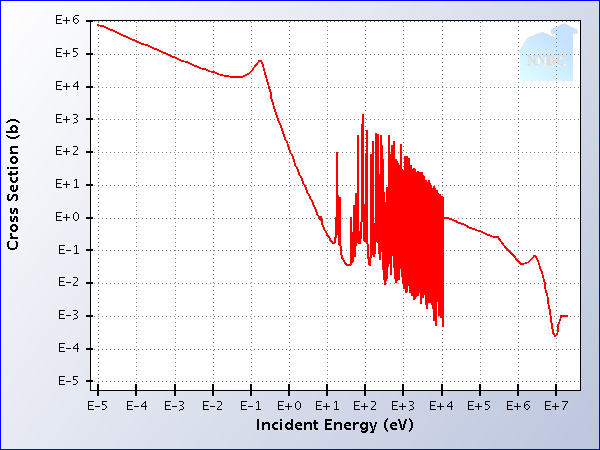 E+6
E+5
E+4
E+3
E+2
E+1
E+0
E-1
E-2
E-3
E-4
E-5
Cross Section (b)
NNDC
E-5 E-4 E-3 E-2 E-1 E+0 E+1 E+2 E+3 E+4 E+5 E+6 E+7
Incident Energy (eV)